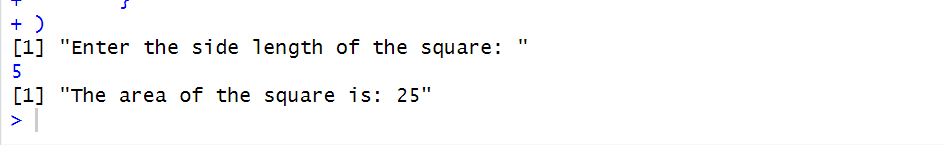 + }
+ )
[1] "Enter the side length of the square: "
5
[1] "The area of the square is: 25"
>